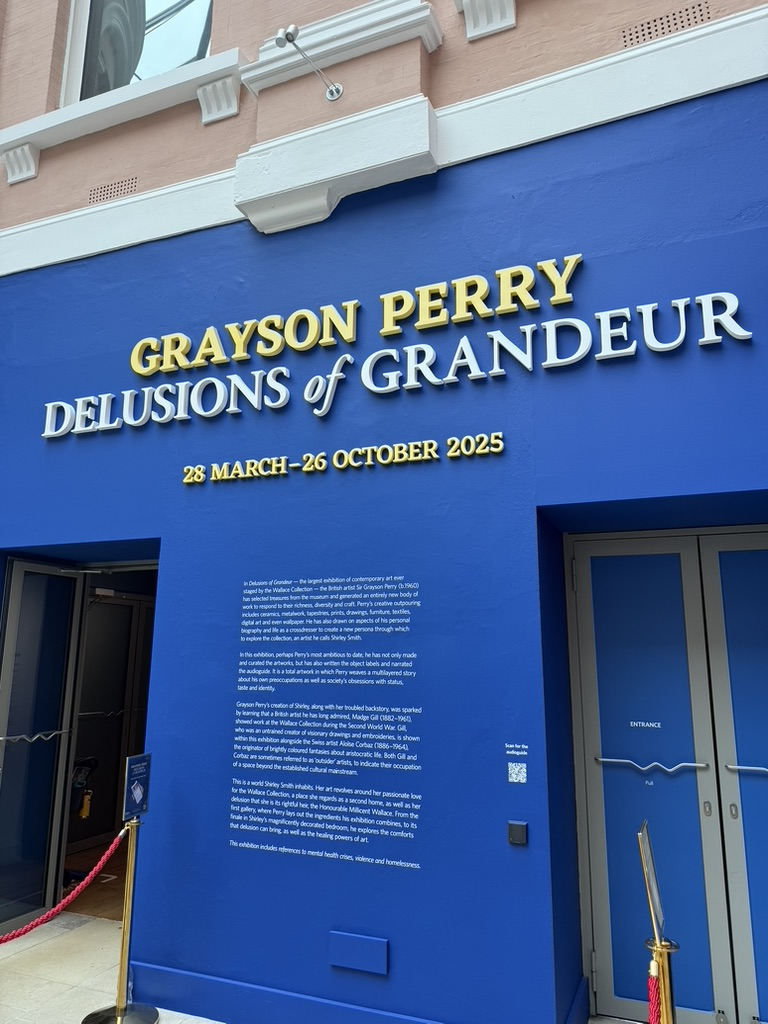 GRAYSON PERRY
DELUSIONS of GRANDEUR
28 MARCH–26 OCTOBER 2025
In Delusions of Grandeur — the largest exhibition of contemporary art ever
staged by the Wallace Collection — the British artist Sir Grayson Perry (b.1960)
has selected treasures from the museum and generated an entirely new body of
work to respond to their richness, diversity and craft. Perry's creative outpouring
includes ceramics, metalwork, tapestries, prints, drawings, furniture, textiles,
digital art and even wallpaper. He has also drawn on aspects of his personal
biography and life as a crossdresser to create a new persona through which
to explore the collection, an artist he calls Shirley Smith.
In this exhibition, perhaps Perry's most ambitious to date, he has not only made
and curated the artworks, but has also written the object labels and narrated
the audioguide. It is a total artwork in which Perry weaves a multilayered story
about his own preoccupations as well as society's obsessions with status,
taste and identity.
Grayson Perry's creation of Shirley, along with her troubled backstory, was sparked
by learning that a British artist he has long admired, Madge Gill (1882–1961),
showed work at the Wallace Collection during the Second World War. Gill,
who was an untrained creator of visionary drawings and embroideries, is shown
within this exhibition alongside the Swiss artist Aloïse Corbaz (1886–1964),
the originator of brightly coloured fantasies about aristocratic life. Both Gill and
Corbaz are sometimes referred to as 'outsider' artists, to indicate their occupation
of a space beyond the established cultural mainstream.
This is a world Shirley Smith inhabits. Her art revolves around her passionate love
for the Wallace Collection, a place she regards as a second home, as well as her
delusion that she is its rightful heir, the Honourable Millicent Wallace. From the
first gallery, where Perry lays out the ingredients his exhibition combines, to its
finale in Shirley's magnificently decorated bedroom, he explores the comforts
that delusion can bring, as well as the healing powers of art.
This exhibition includes references to mental health crises, violence and homelessness.
Scan for the
audioguide
ENTRANCE
Pull